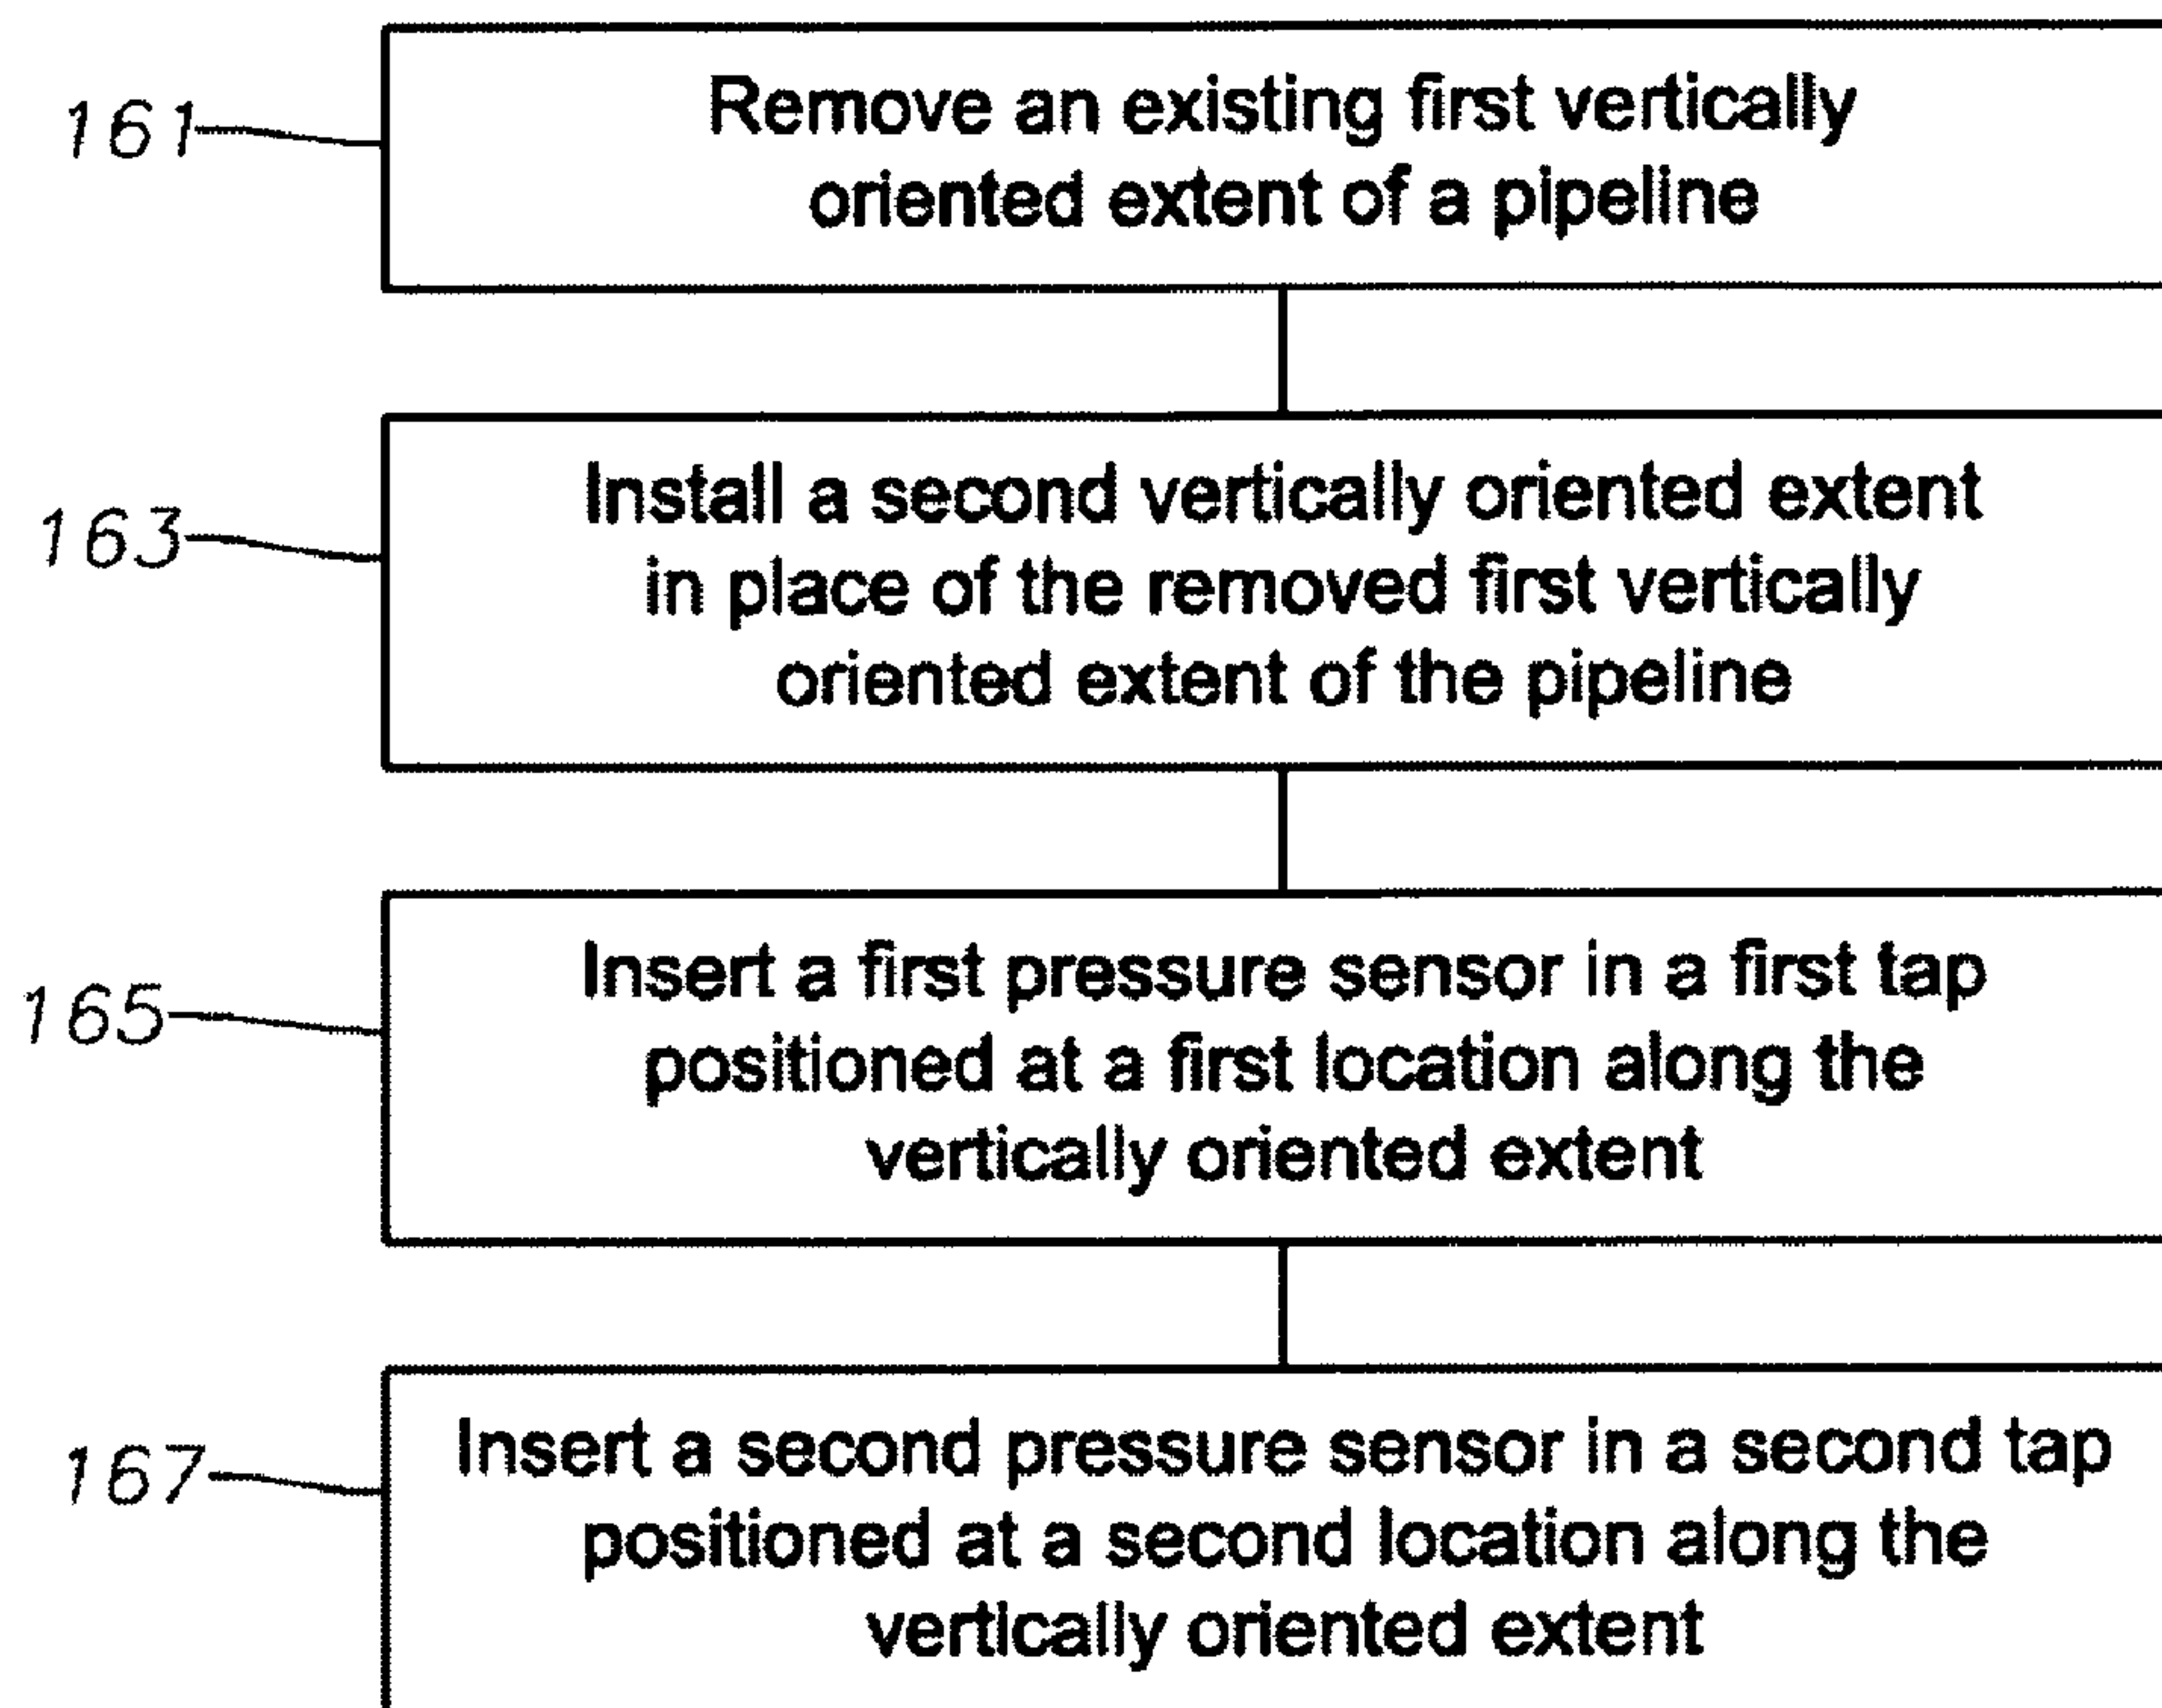 161
Remove an existing first vertically
oriented extent of a pipeline
163
Install a second vertically oriented extent
in place of the removed first vertically
oriented extent of the pipeline
165
Insert a first pressure sensor in a first tap
positioned at a first location along the
vertically oriented extent
167
Insert a second pressure sensor in a second tap
positioned at a second location along the
vertically oriented extent